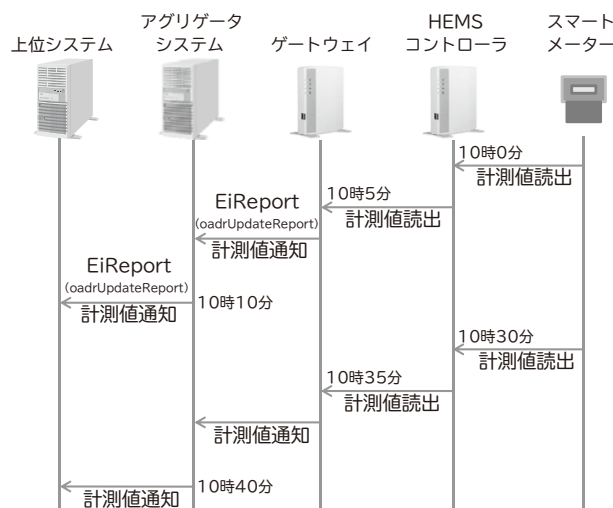 上位システム
アグリゲータ
システム
ゲートウェイ
HEMS
コントローラ
スマート
メーター
10時0分
計測値読出
10時5分
計測値読出
EiReport
(oadrUpdateReport)
計測値通知
EiReport
(oadrUpdateReport)
10時10分
計測値通知
10時30分
計測値読出
10時35分
計測値読出
計測値通知
10時40分
計測値通知